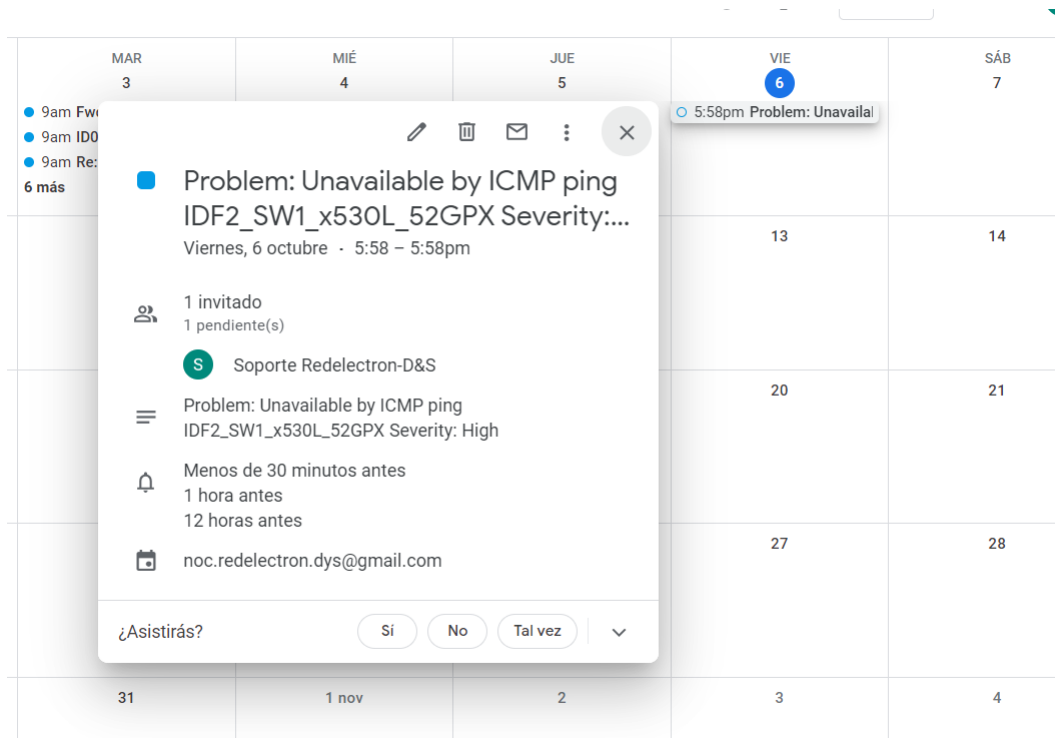 MAR
MIÉ
JUE
VIE
SÁB
3
4
5
6
7
9am Fwd
9am ID0
9am Re:
6 más
5:58pm Problem: Unavailal
Problem: Unavailable by ICMP ping
IDF2_SW1_x530L_52GPX Severity:...
Viernes, 6 octubre · 5:58 – 5:58pm
1 invitado
1 pendiente(s)
S Soporte Redelectron-D&S
Problem: Unavailable by ICMP ping
IDF2_SW1_x530L_52GPX Severity: High
Menos de 30 minutos antes
1 hora antes
12 horas antes
noc.redelectron.dys@gmail.com
¿Asistirás?
Sí
No
Tal vez
13
14
20
21
27
28
31
1 nov
2
3
4